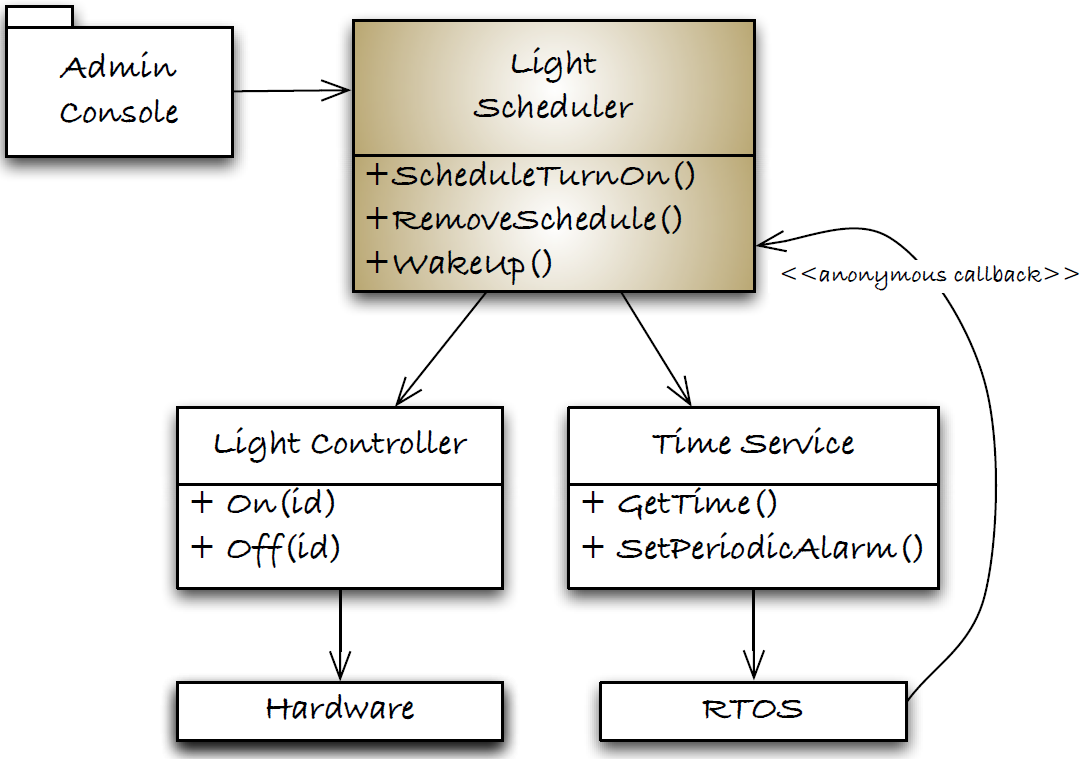 Admin
Console
Light
Scheduler
+ScheduleTurnOn()
+RemoveSchedule()
+WakeUp()
<<anonymous callback>>
Light Controller
+ On(id)
+ Off(id)
Time Service
+ GetTime()
+ SetPeriodicAlarm()
Hardware
RTOS